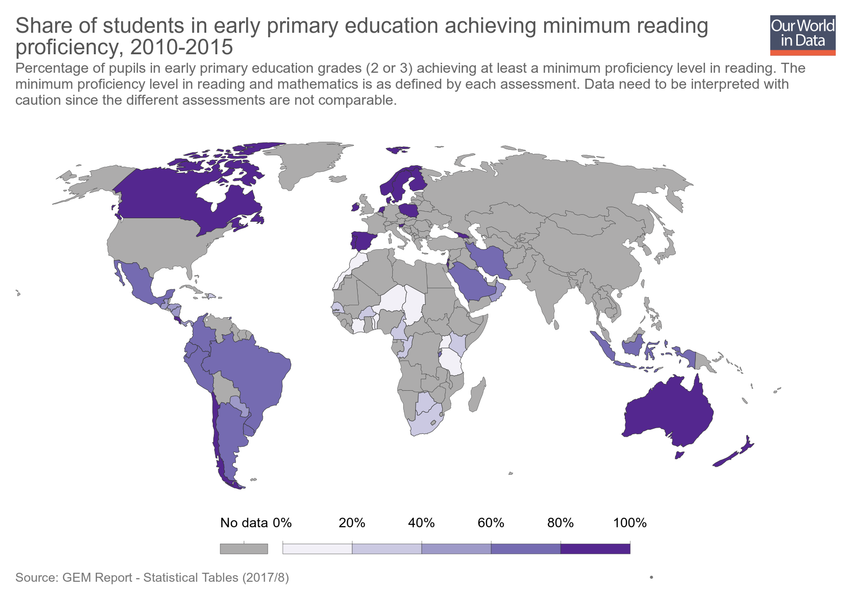 Share of students in early primary education achieving minimum reading
proficiency, 2010-2015
Our World
in Data
Percentage of pupils in early primary education grades (2 or 3) achieving at least a minimum proficiency level in reading. The
minimum proficiency level in reading and mathematics is as defined by each assessment. Data need to be interpreted with
caution since the different assessments are not comparable.
No data 0% 20% 40% 60% 80% 100%
Source: GEM Report - Statistical Tables (2017/8)